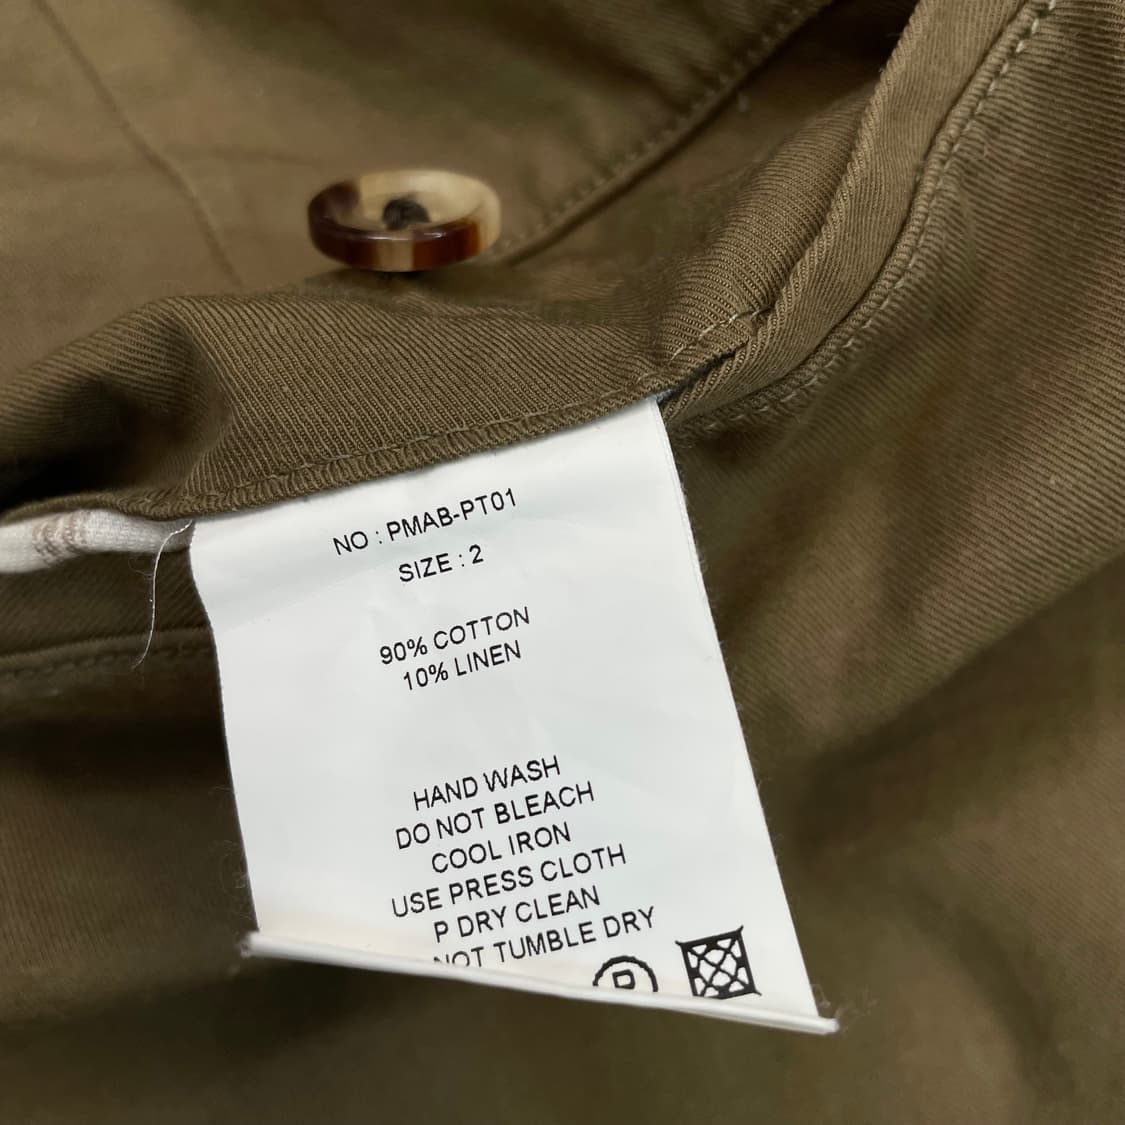 NO : PMAB-PT01
SIZE : 2
90% COTTON
10% LINEN
HAND WASH
DO NOT BLEACH
COOL IRON
USE PRESS CLOTH
P DRY CLEAN
NOT TUMBLE DRY
P